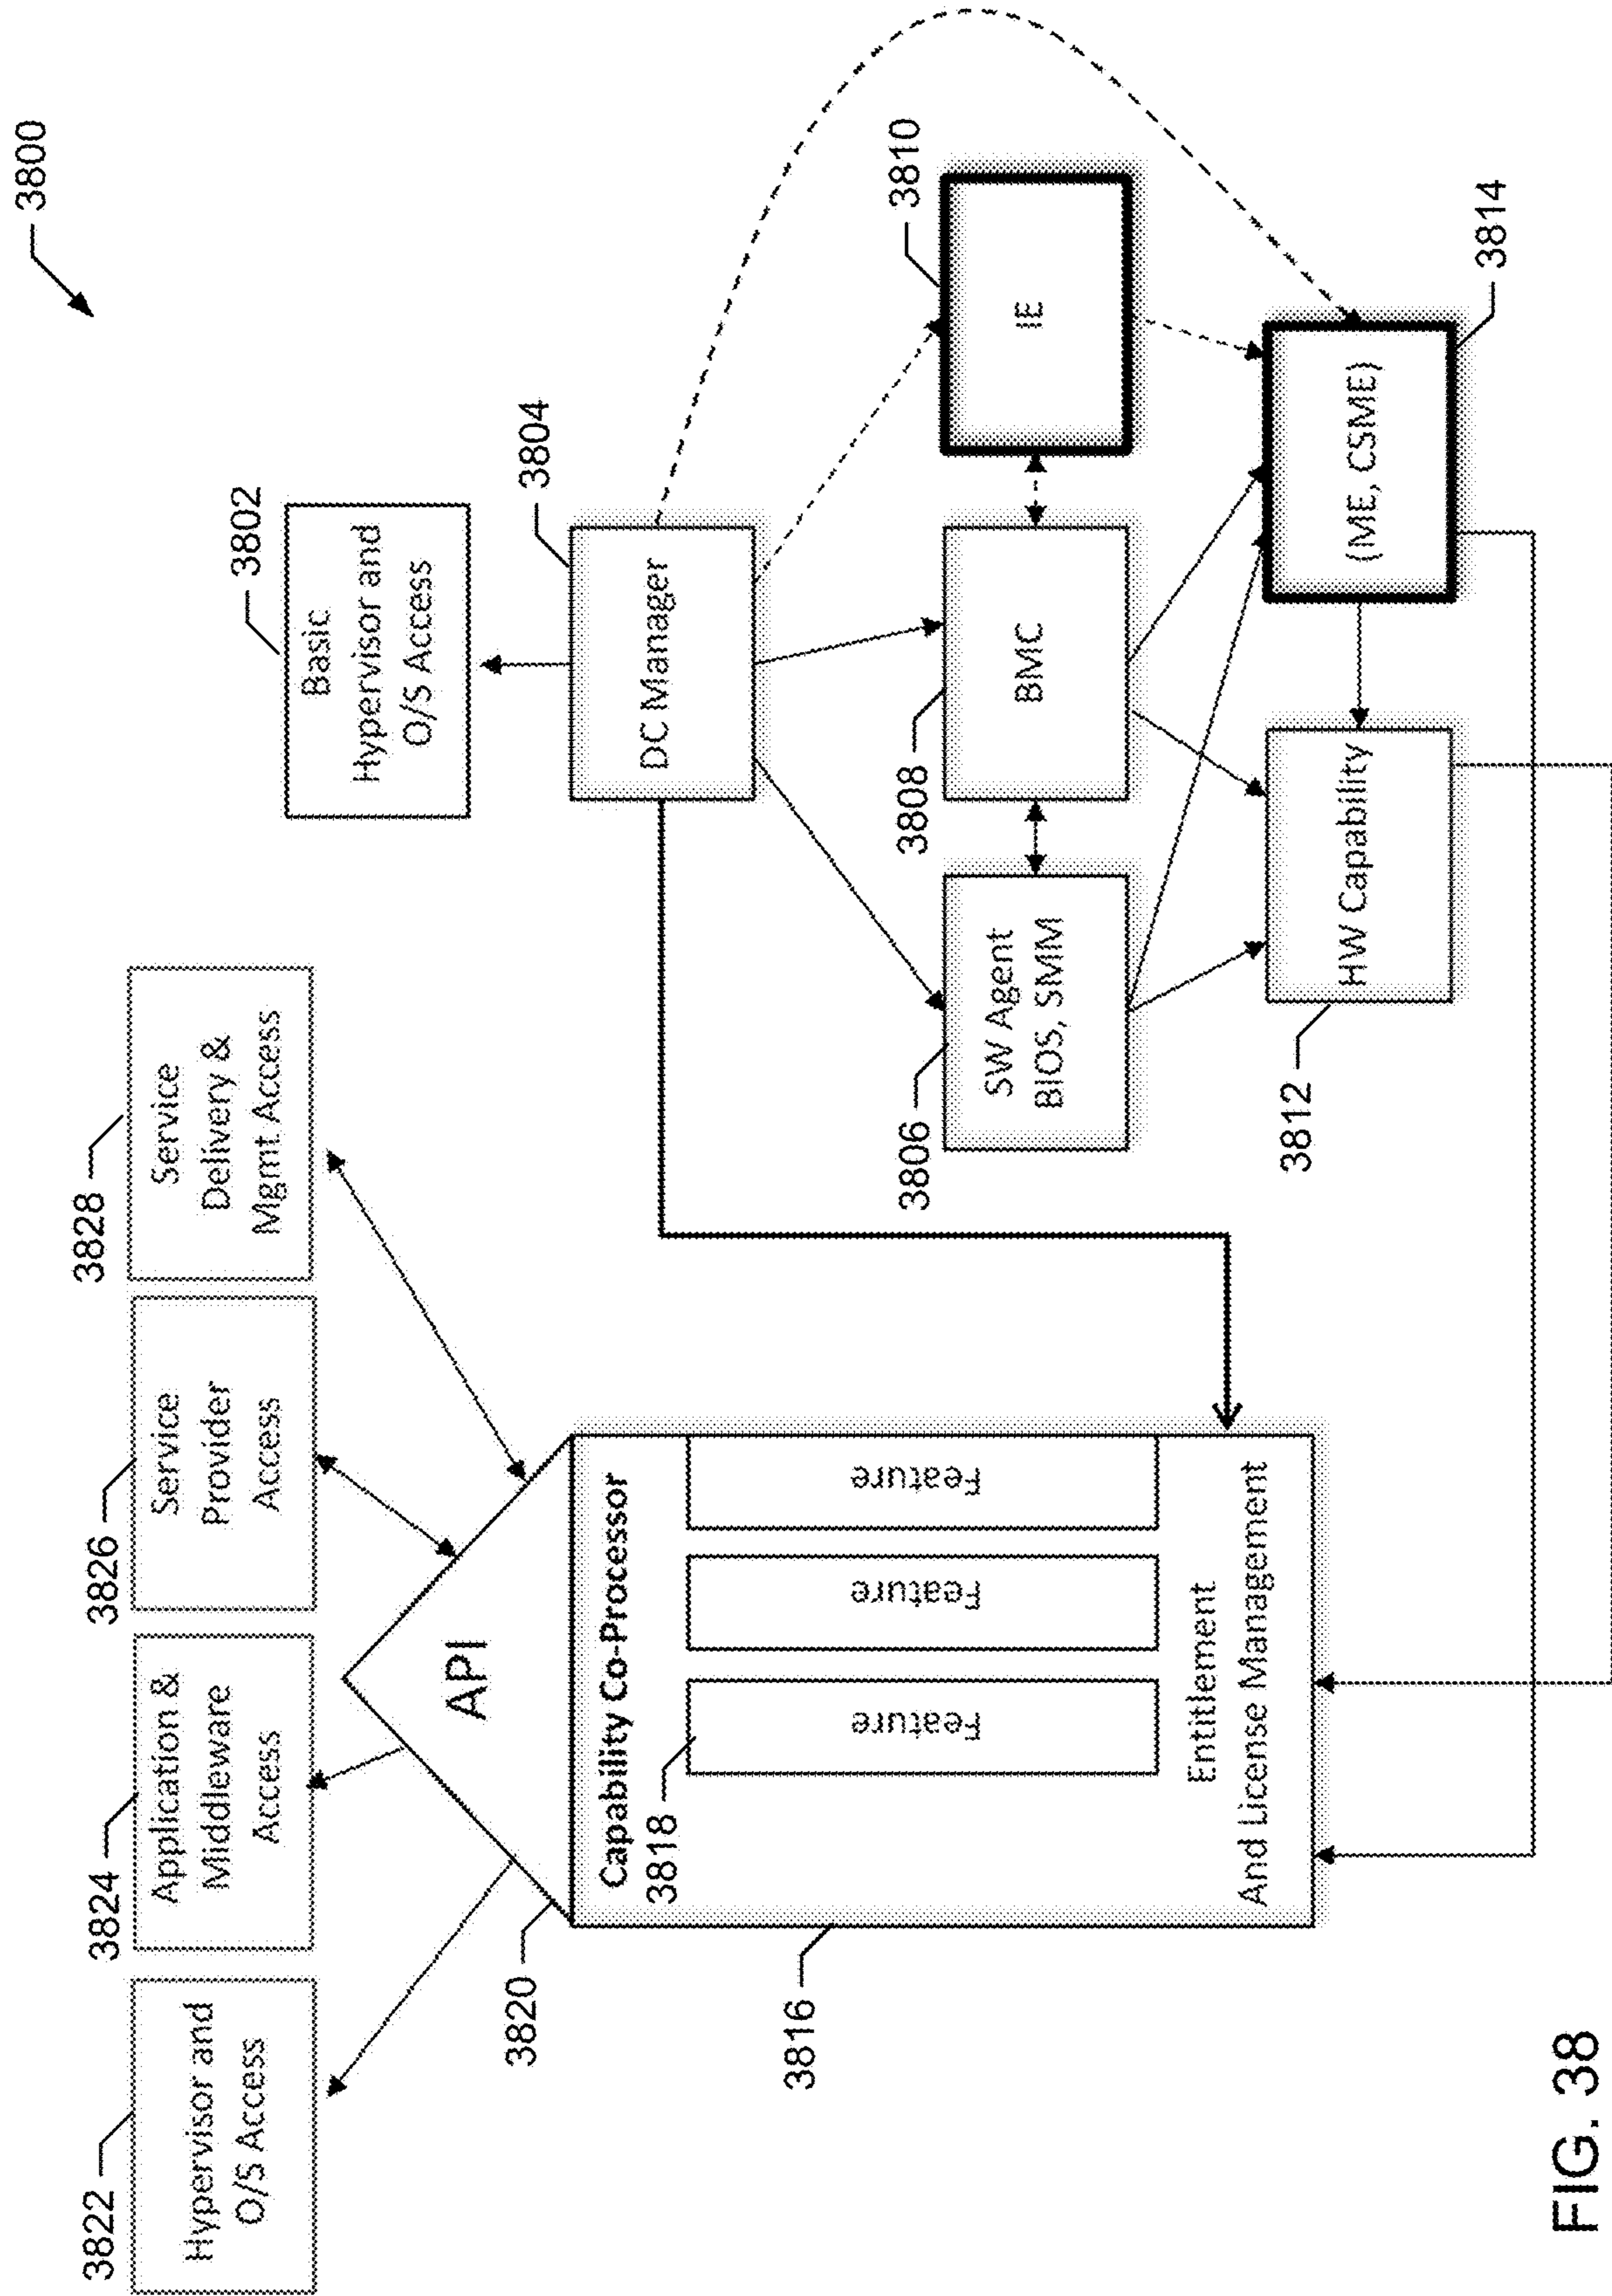 3800
3822
Hypervisor and
O/S Access
3824
Application &
Middleware
Access
3826
Service
Provider
Access
3828
Service
Delivery &
Mgmt Access
3802
Basic
Hypervisor and
O/S Access
3820
API
3804
DC Manager
3816
Capability Co-Processor
3818
Feature
Feature
Feature
Entitlement
And License Management
3806
SW Agent
BIOS, SMM
3808
BMC
3810
IE
3812
HW Capability
3814
(ME, CSME)
FIG. 38